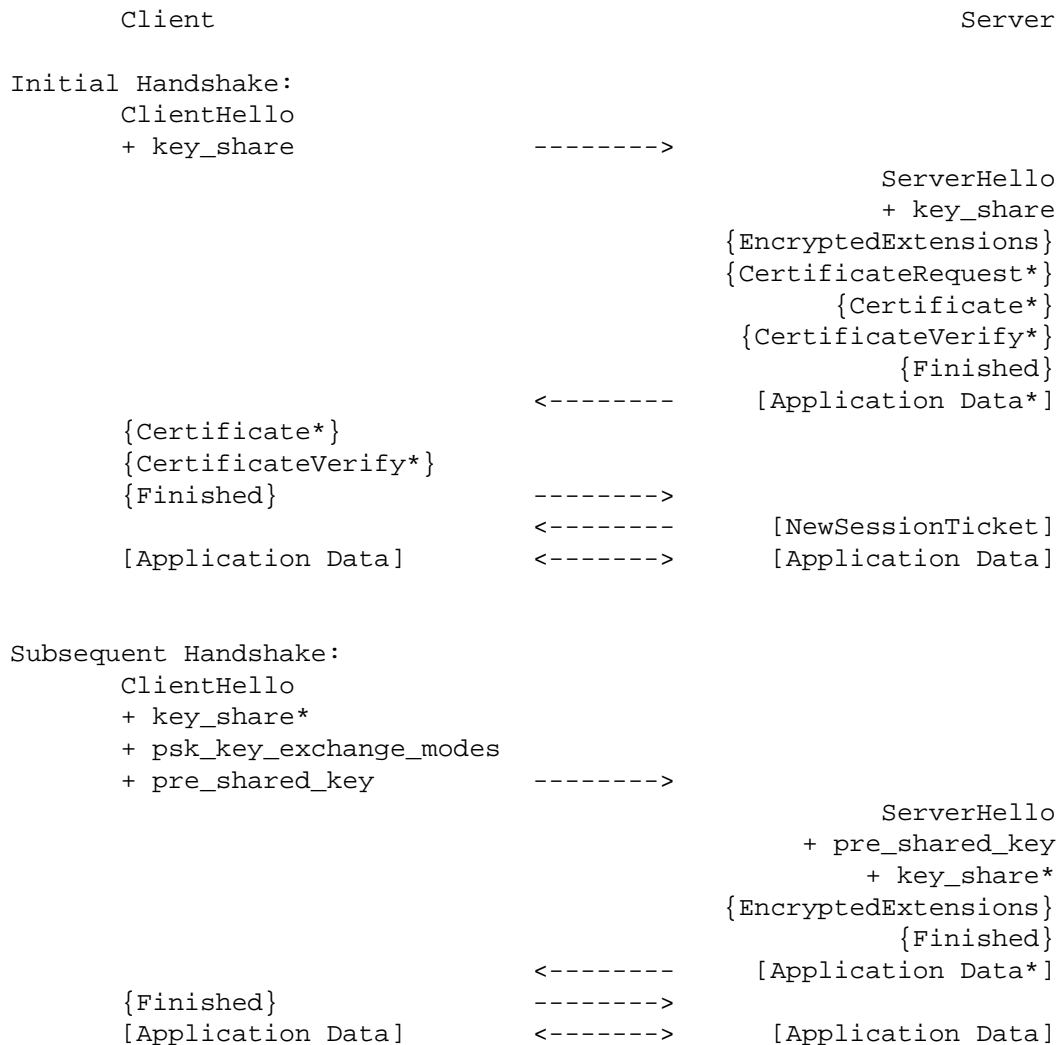 Client                                               Server
Initial Handshake:
ClientHello
+ key_share               -------->
ServerHello
+ key_share
{EncryptedExtensions}
{CertificateRequest*}
{Certificate*}
{CertificateVerify*}
{Finished}
<--------     [Application Data*]
{Certificate*}
{CertificateVerify*}
{Finished}                -------->
<--------      [NewSessionTicket]
[Application Data]        <------->      [Application Data]
Subsequent Handshake:
ClientHello
+ key_share*
+ psk_key_exchange_modes
+ pre_shared_key          -------->
ServerHello
+ pre_shared_key
+ key_share*
{EncryptedExtensions}
{Finished}
<--------     [Application Data*]
{Finished}                -------->
[Application Data]        <------->      [Application Data]